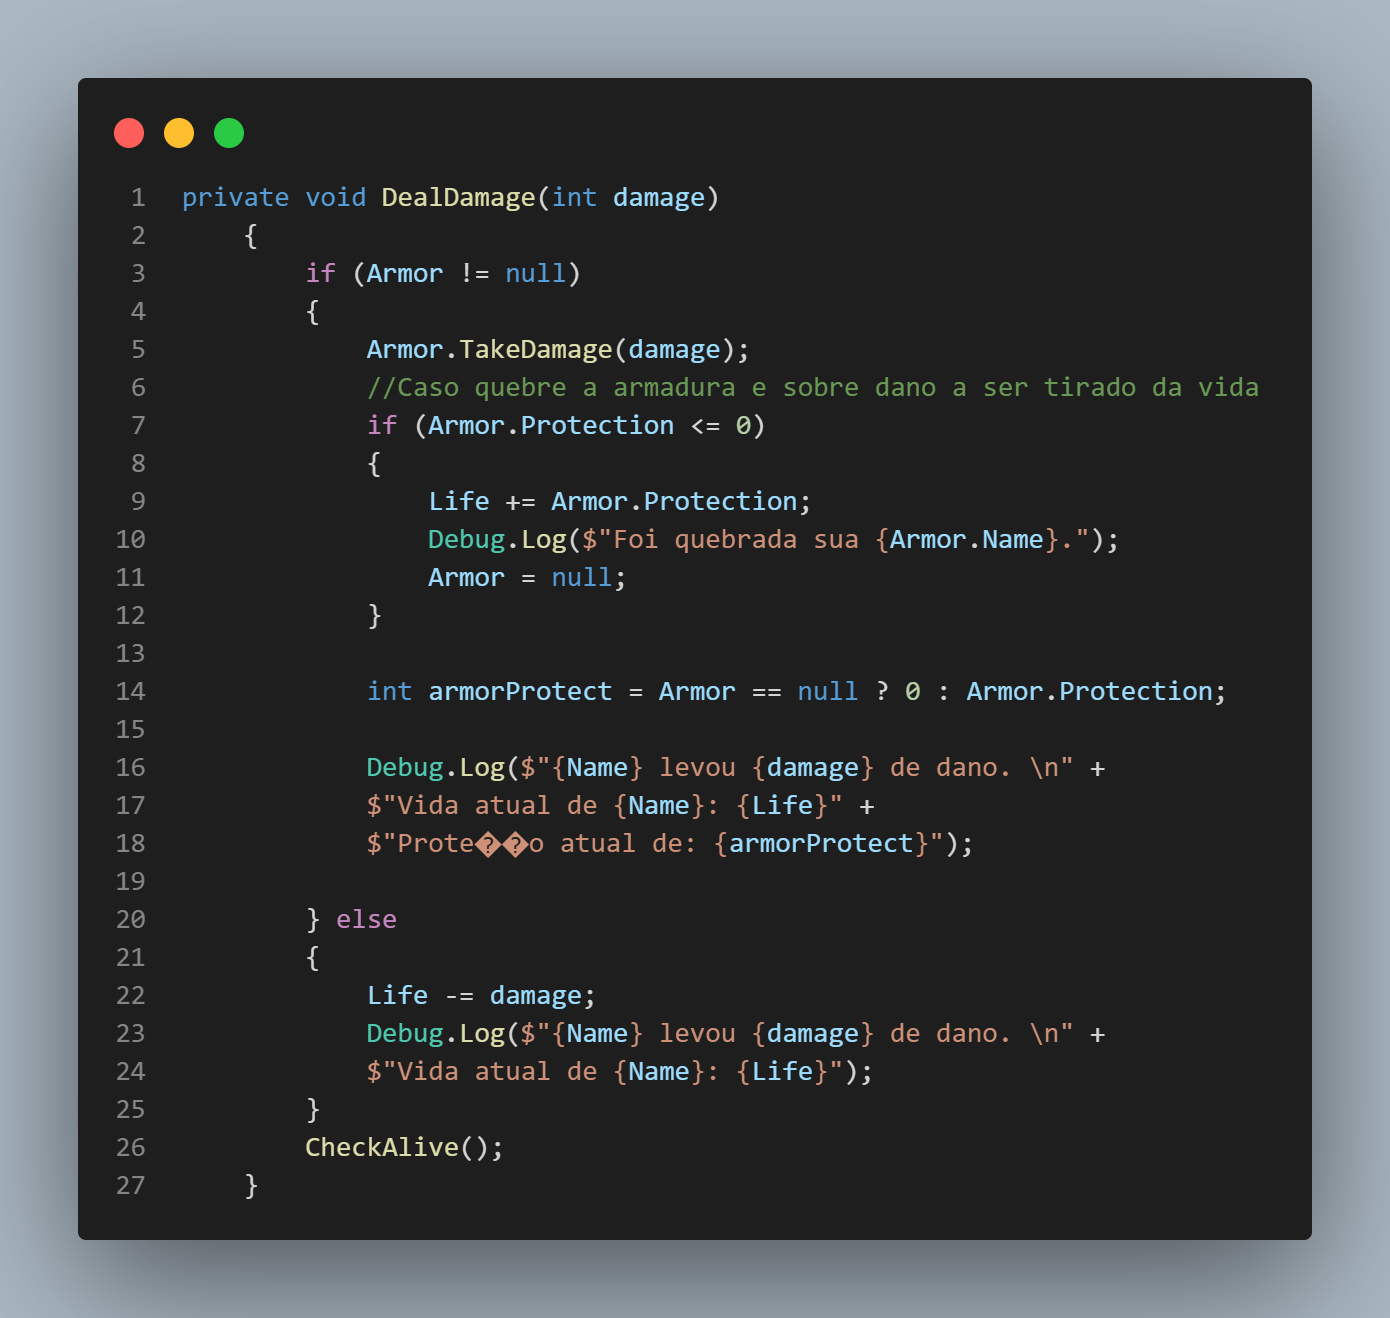 1 private void DealDamage(int damage)
2 {
3 if (Armor != null)
4 {
5 Armor.TakeDamage(damage);
6 //Caso quebre a armadura e sobre dano a ser tirado da vida
7 if (Armor.Protection <= 0)
8 {
9 Life += Armor.Protection;
10 Debug.Log($"Foi quebrada sua {Armor.Name}.");
11 Armor = null;
12 }
13
14 int armorProtect = Armor == null ? 0 : Armor.Protection;
15
16 Debug.Log($"{Name} levou {damage} de dano. \n" +
17 $"Vida atual de {Name}: {Life}" +
18 $"Prote��o atual de: {armorProtect}");
19
20 } else
21 {
22 Life -= damage;
23 Debug.Log($"{Name} levou {damage} de dano. \n" +
24 $"Vida atual de {Name}: {Life}");
25 }
26 CheckAlive();
27 }